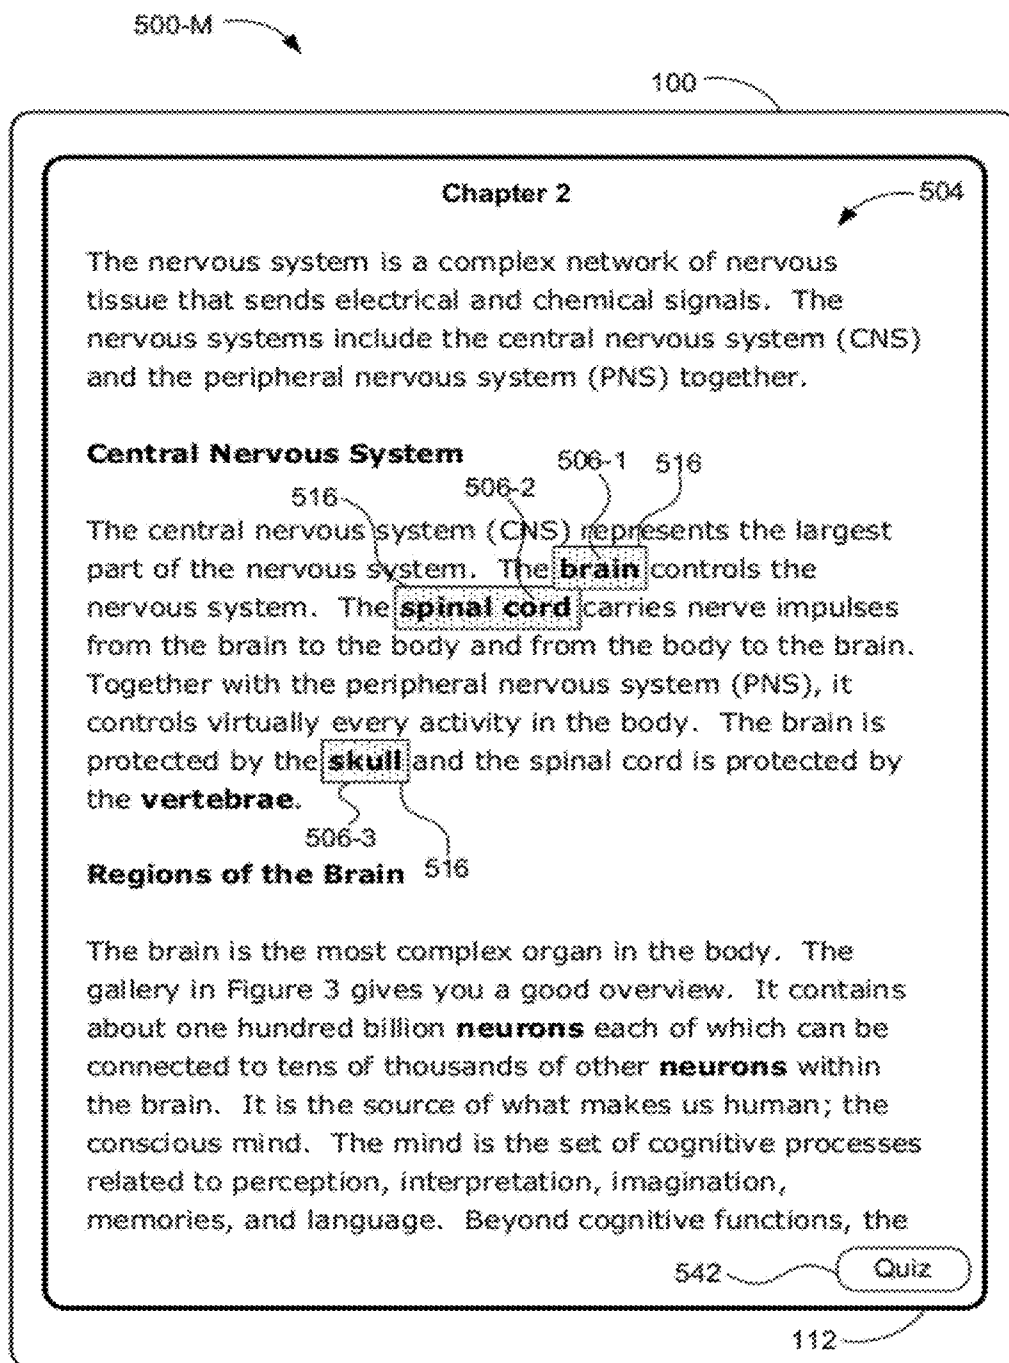 500-M
100
Chapter 2
504
The nervous system is a complex network of nervous
tissue that sends electrical and chemical signals. The
nervous systems include the central nervous system (CNS)
and the peripheral nervous system (PNS) together.
Central Nervous System
506-1
516
516
506-2
The central nervous system (CNS) represents the largest
part of the nervous system. The brain controls the
nervous system. The spinal cord carries nerve impulses
from the brain to the body and from the body to the brain.
Together with the peripheral nervous system (PNS), it
controls virtually every activity in the body. The brain is
protected by the skull and the spinal cord is protected by
the vertebrae.
506-3
516
Regions of the Brain
The brain is the most complex organ in the body. The
gallery in Figure 3 gives you a good overview. It contains
about one hundred billion neurons each of which can be
connected to tens of thousands of other neurons within
the brain. It is the source of what makes us human; the
conscious mind. The mind is the set of cognitive processes
related to perception, interpretation, imagination,
memories, and language. Beyond cognitive functions, the
542
Quiz
112